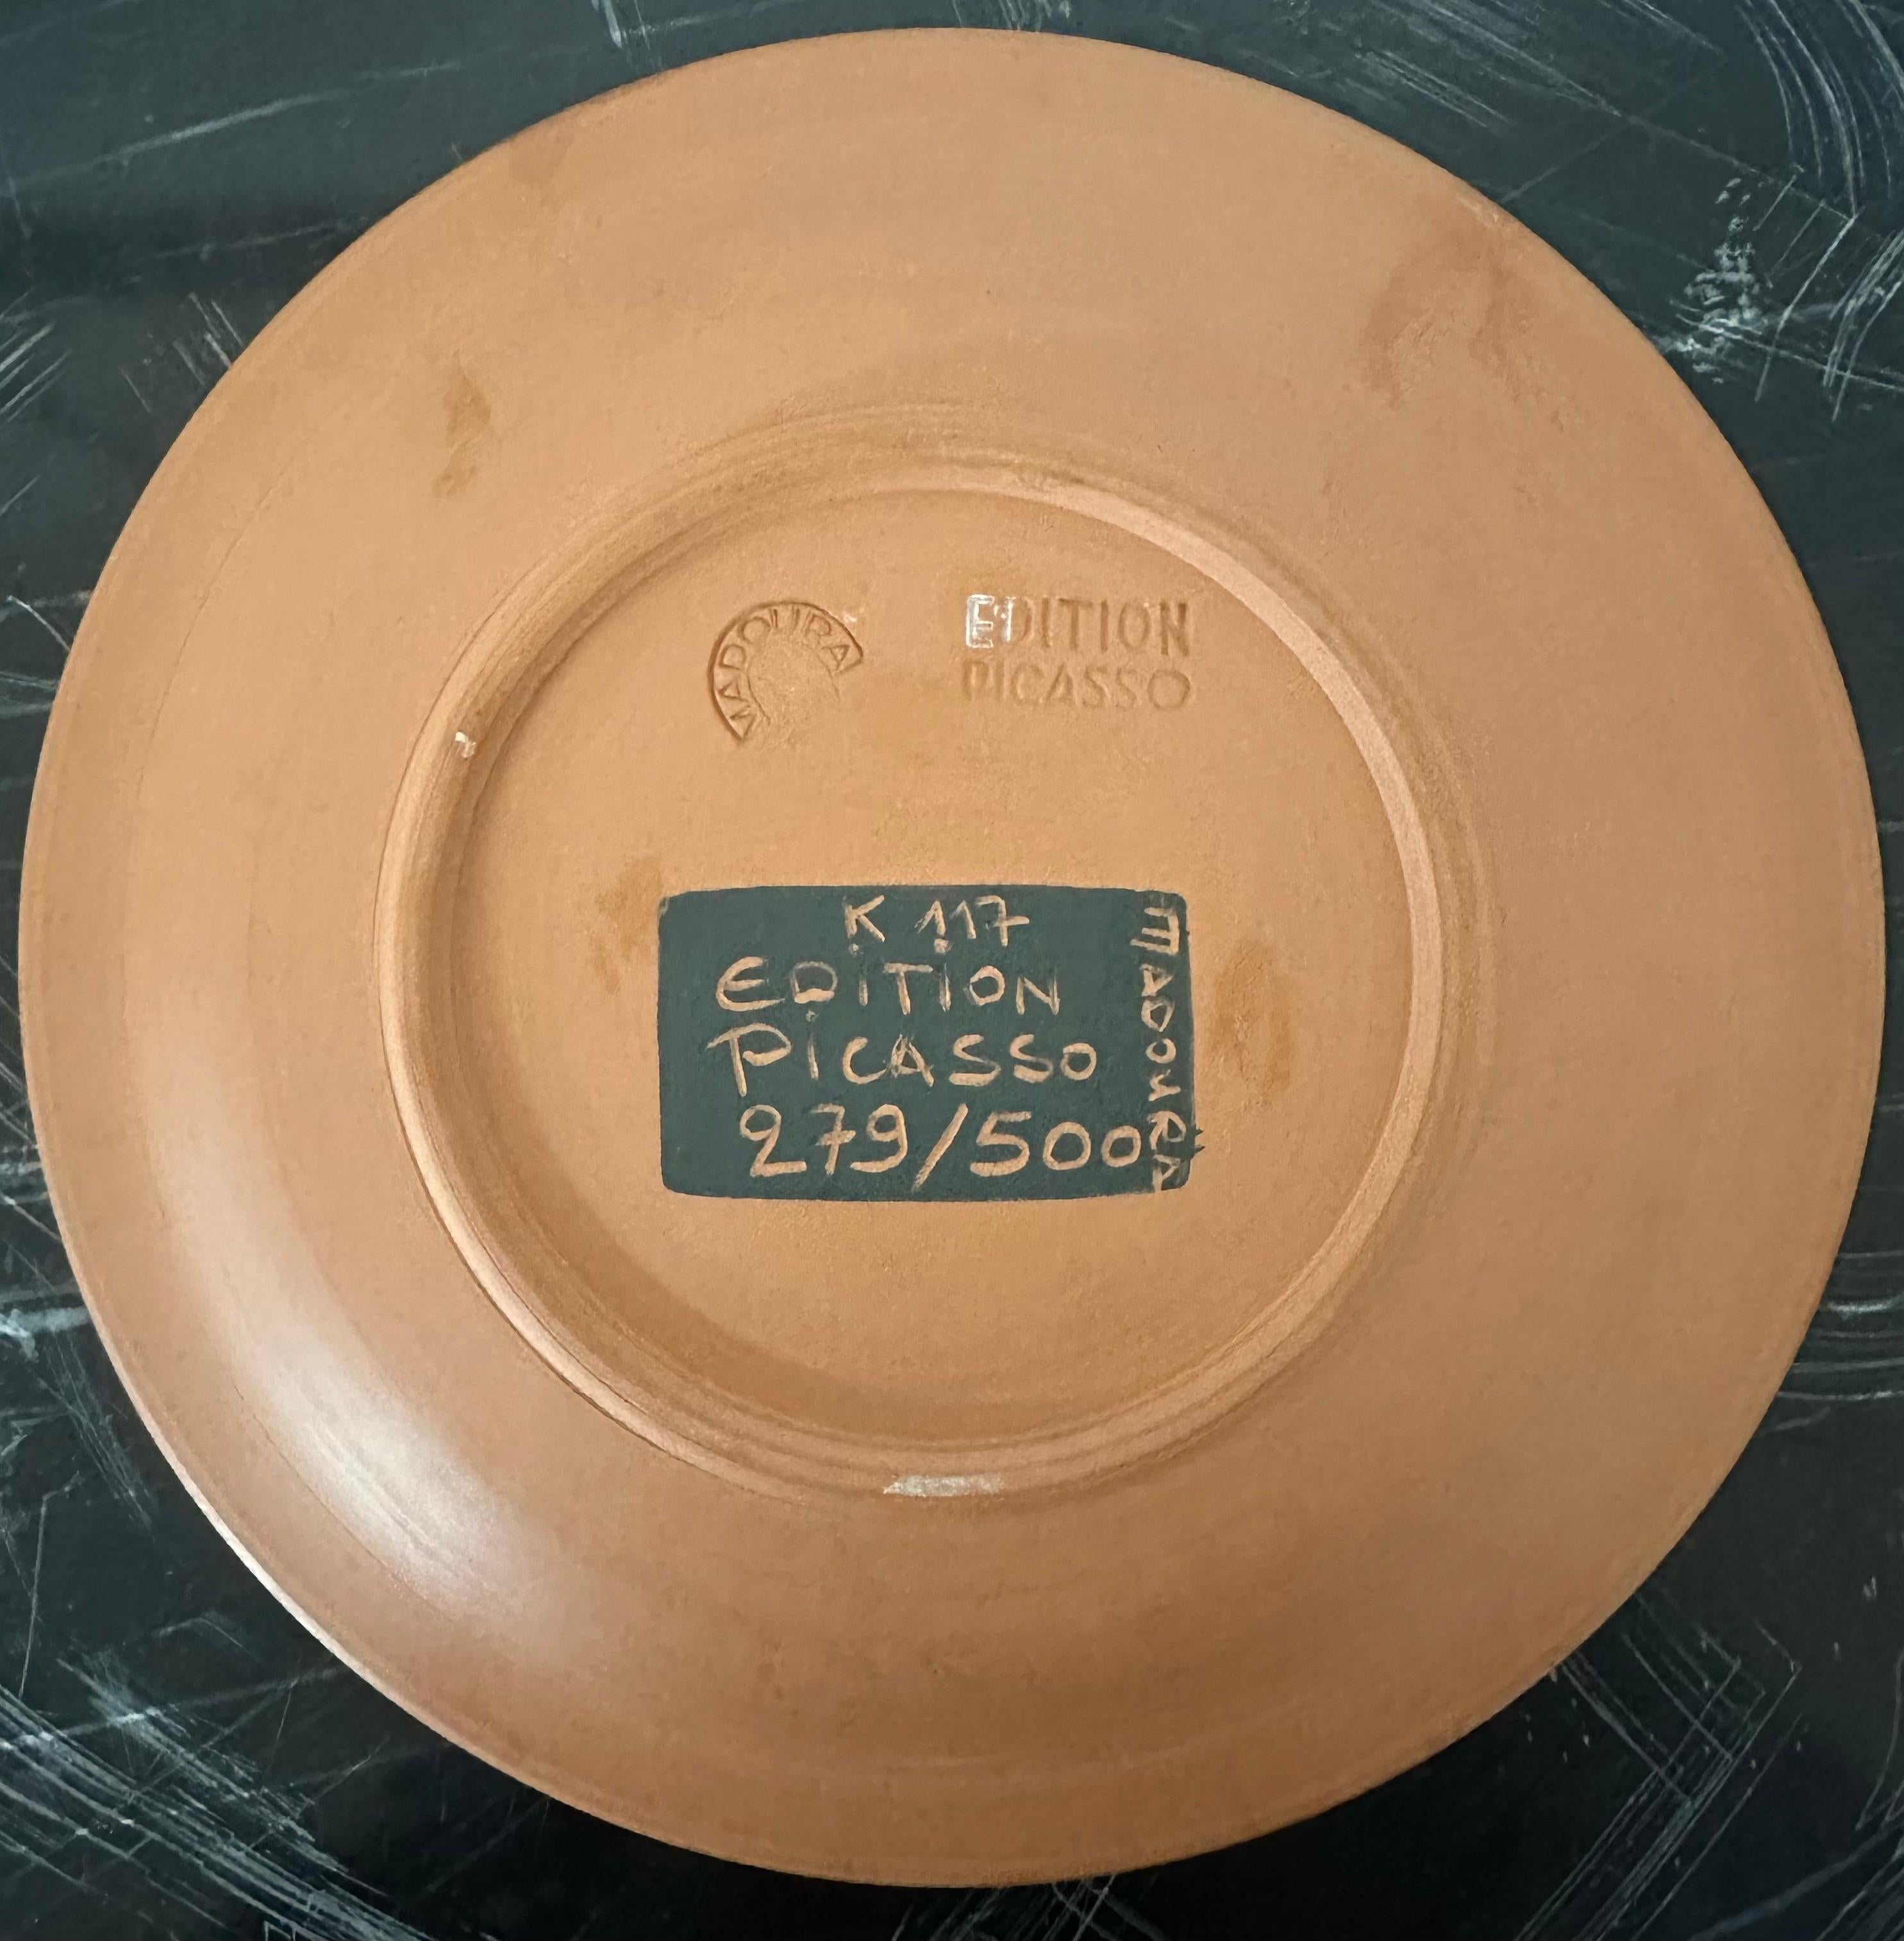 MADOURA
EDITION
PICASSO
K 117
EDITION
PICASSO
279/500
MADOURA